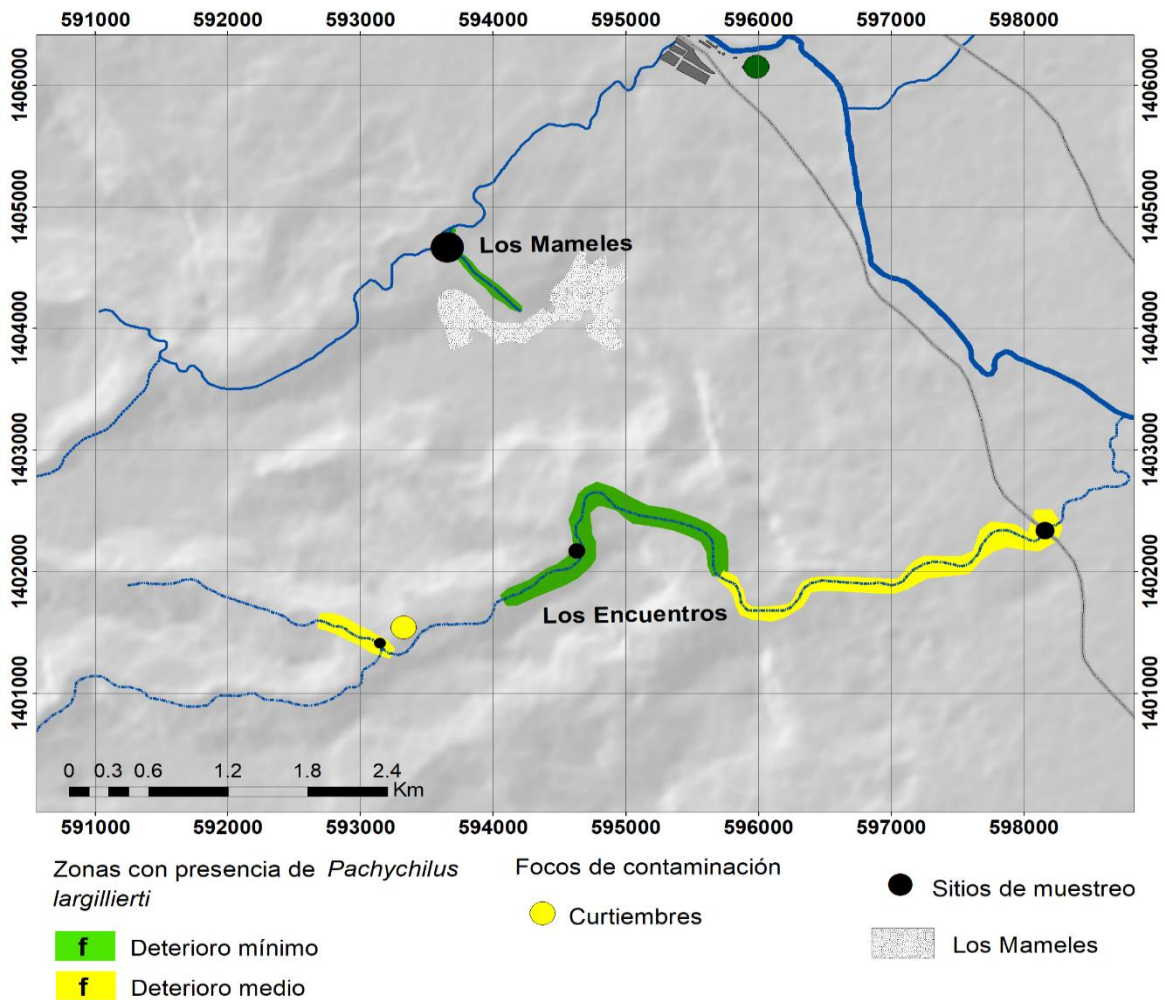 591000 592000 593000 594000 595000 596000 597000 598000
1406000 1406000
1405000 1405000
Los Mameles
1404000 1404000
1403000 1403000
1402000 1402000
Los Encuentros
1401000 1401000
0 0.3 0.6 1.2 1.8 2.4
Km
591000 592000 593000 594000 595000 596000 597000 598000
Zonas con presencia de Pachychilus
largillierti
f Deterioro mínimo
f Deterioro medio
Focos de contaminación
Curtiembres
Sitios de muestreo
Los Mameles